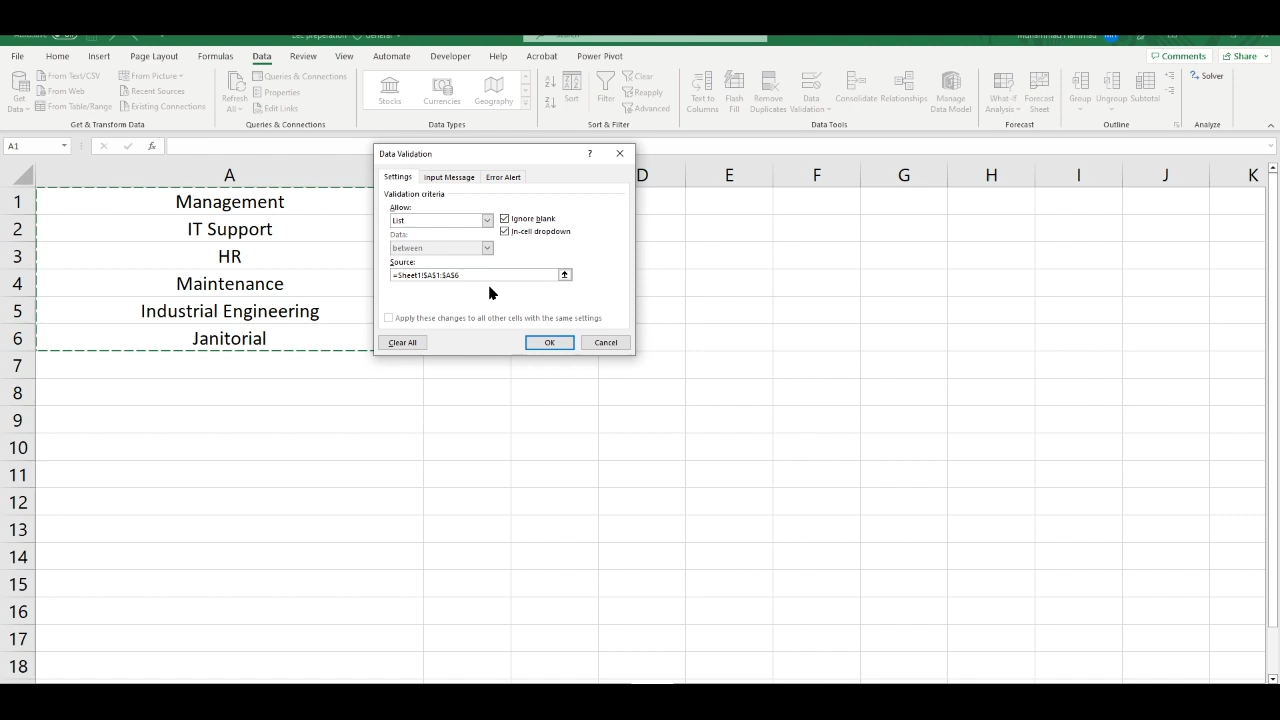 Lec preparation General
File Home Insert Page Layout Formulas Data Review View Automate Developer Help Acrobat Power Pivot Comments Share
Get Data From Text/CSV From Web From Table/Range From Picture Recent Sources Existing Connections
Get & Transform Data
Refresh All Queries & Connections Properties Edit Links
Queries & Connections
Stocks Currencies Geography
Data Types
Sort Filter Clear Reapply Advanced
Sort & Filter
Text to Columns Flash Fill Remove Duplicates Data Validation Consolidate Relationships Manage Data Model
Data Tools
What-If Analysis Forecast Sheet
Forecast
Group Ungroup Subtotal
Outline
Solver
Analyze
A1 fx
Data Validation ? ×
Settings Input Message Error Alert
Validation criteria
Allow:
List Ignore blank
Data: In-cell dropdown
between
Source:
=Sheet1!$A$1:$A$6
Apply these changes to all other cells with the same settings
Clear All OK Cancel
A D E F G H I J K
1 Management
2 IT Support
3 HR
4 Maintenance
5 Industrial Engineering
6 Janitorial
7
8
9
10
11
12
13
14
15
16
17
18